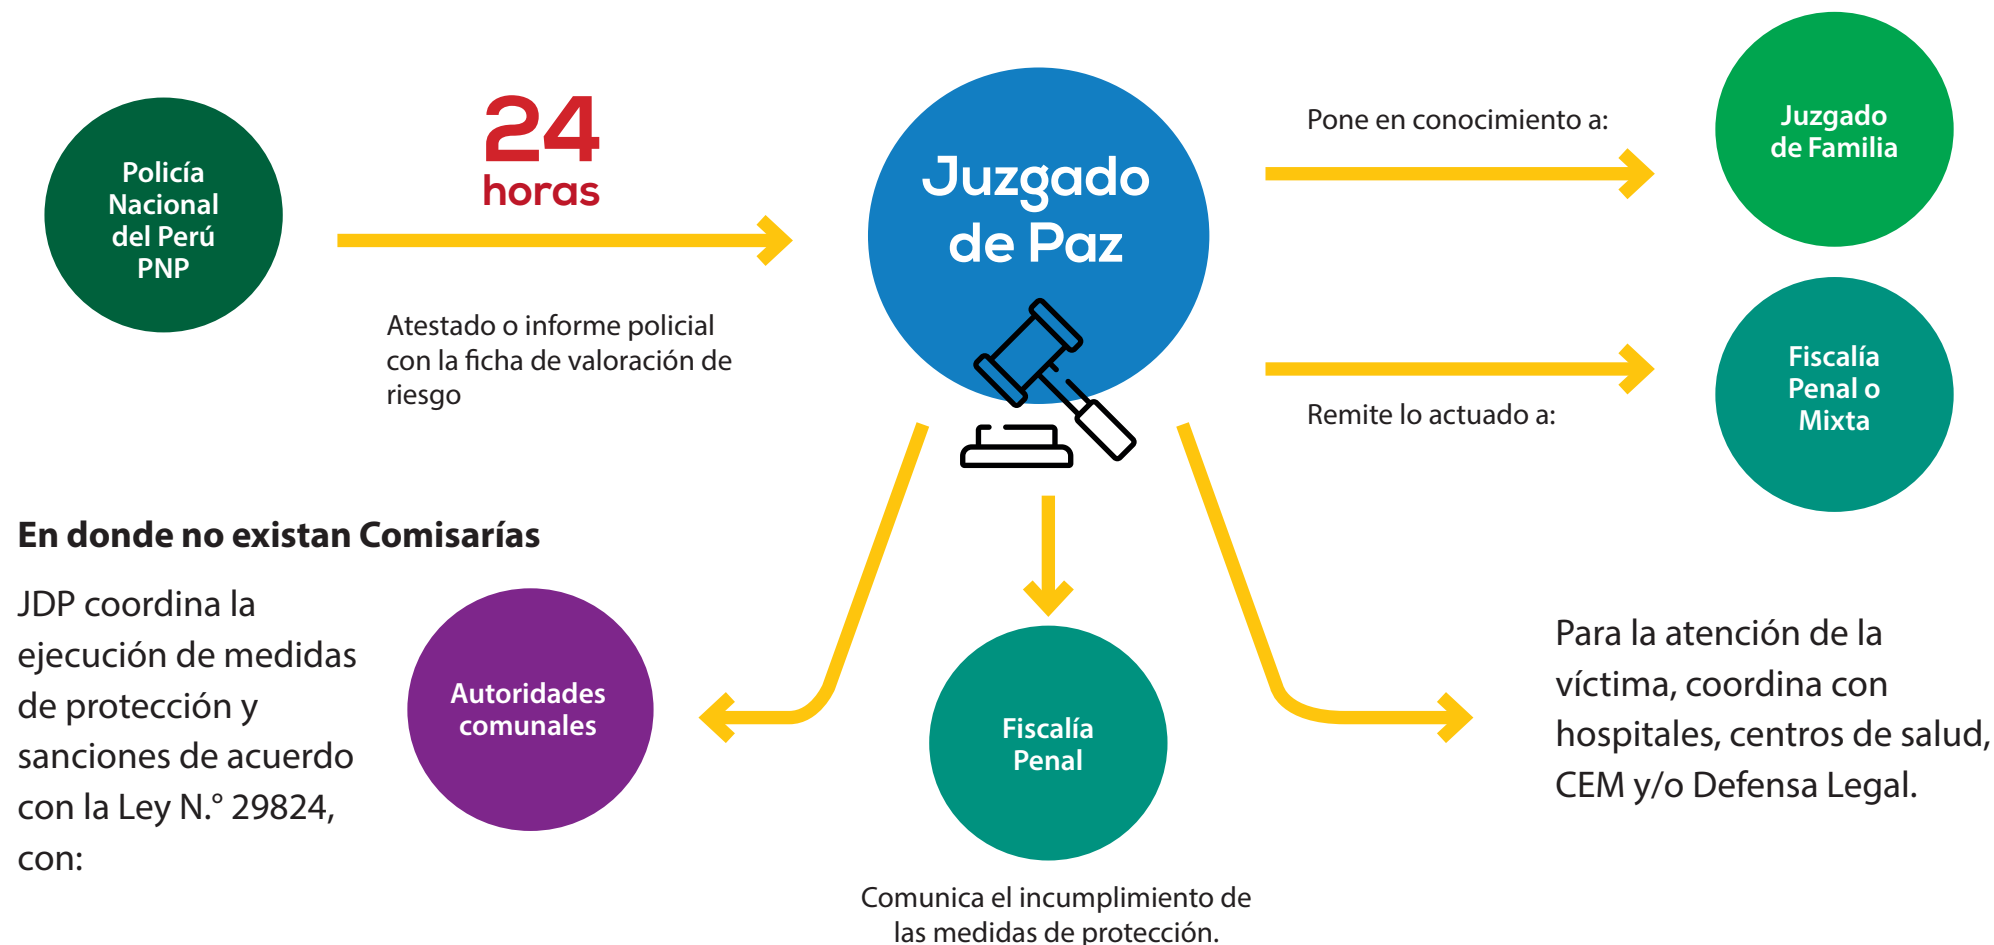 Policía
Nacional
del Perú
PNP
24
horas
Atestado o informe policial
con la ficha de valoración de
riesgo
Juzgado
de Paz
Pone en conocimiento a:
Juzgado
de Familia
Remite lo actuado a:
Fiscalía
Penal o
Mixta
En donde no existan Comisarías
JDP coordina la
ejecución de medidas
de protección y
sanciones de acuerdo
con la Ley N.° 29824,
con:
Autoridades
comunales
Fiscalía
Penal
Comunica el incumplimiento de
las medidas de protección.
Para la atención de la
víctima, coordina con
hospitales, centros de salud,
CEM y/o Defensa Legal.